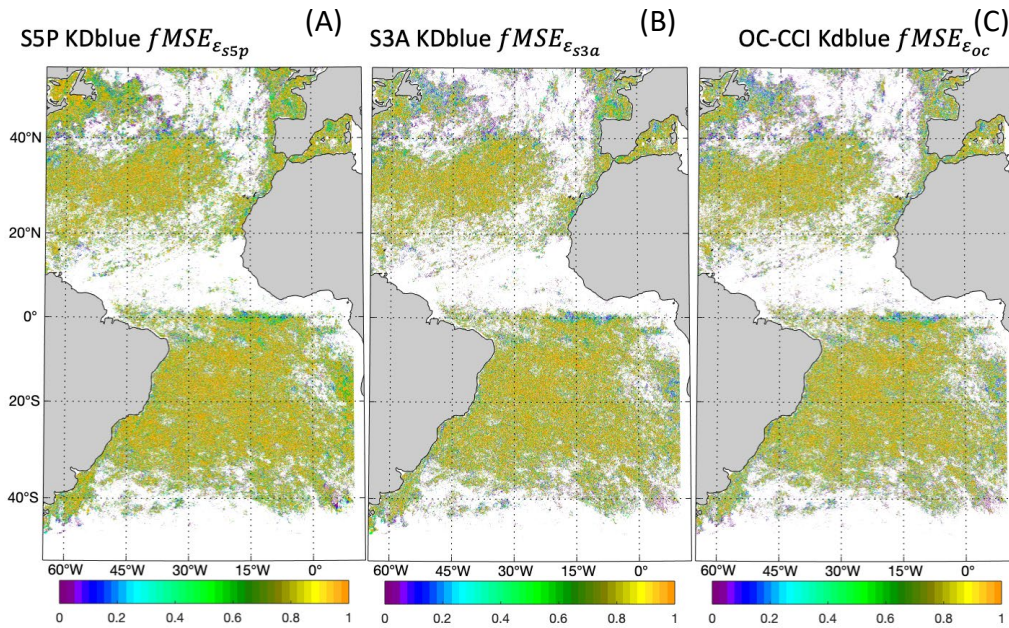 (A) (B) (C)
S5P KDblue fMSE_εs5p S3A KDblue fMSE_εs3a OC-CCI Kdblue fMSE_εoc
40°N
20°N
0°
20°S
40°S
60°W 45°W 30°W 15°W 0° 60°W 45°W 30°W 15°W 0° 60°W 45°W 30°W 15°W 0°
0 0.2 0.4 0.6 0.8 1 0 0.2 0.4 0.6 0.8 1 0 0.2 0.4 0.6 0.8 1